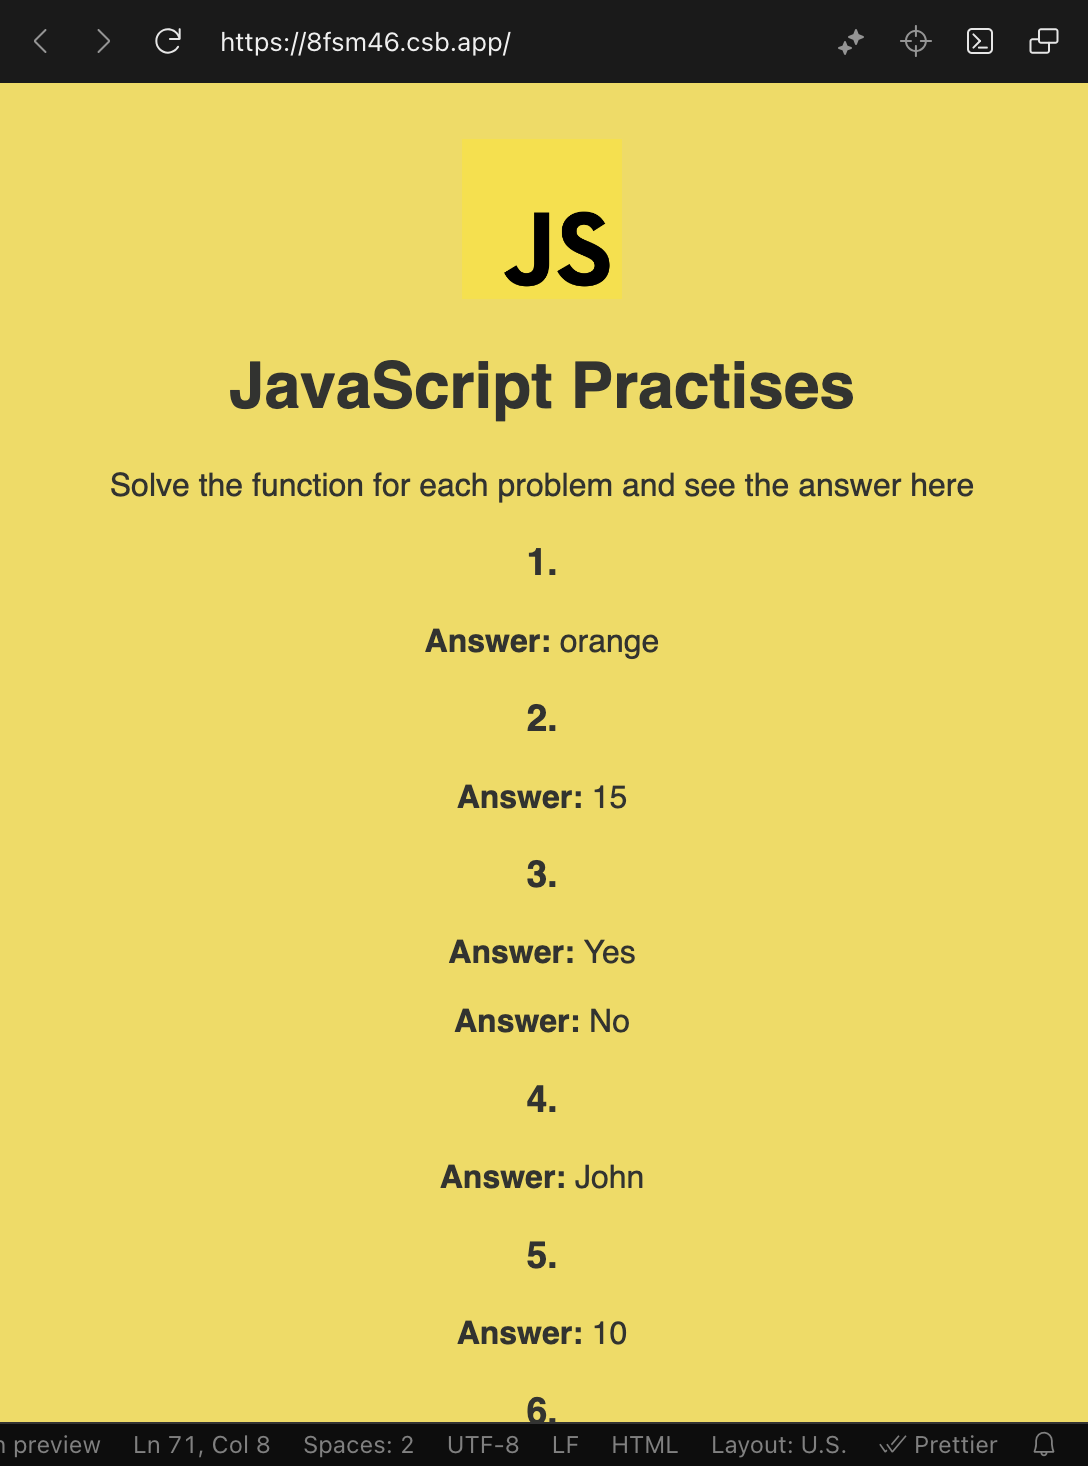 https://8fsm46.csb.app/
JS
JavaScript Practises
Solve the function for each problem and see the answer here
1.
Answer: orange
2.
Answer: 15
3.
Answer: Yes
Answer: No
4.
Answer: John
5.
Answer: 10
6.
preview Ln 71, Col 8 Spaces: 2 UTF-8 LF HTML Layout: U.S. Prettier